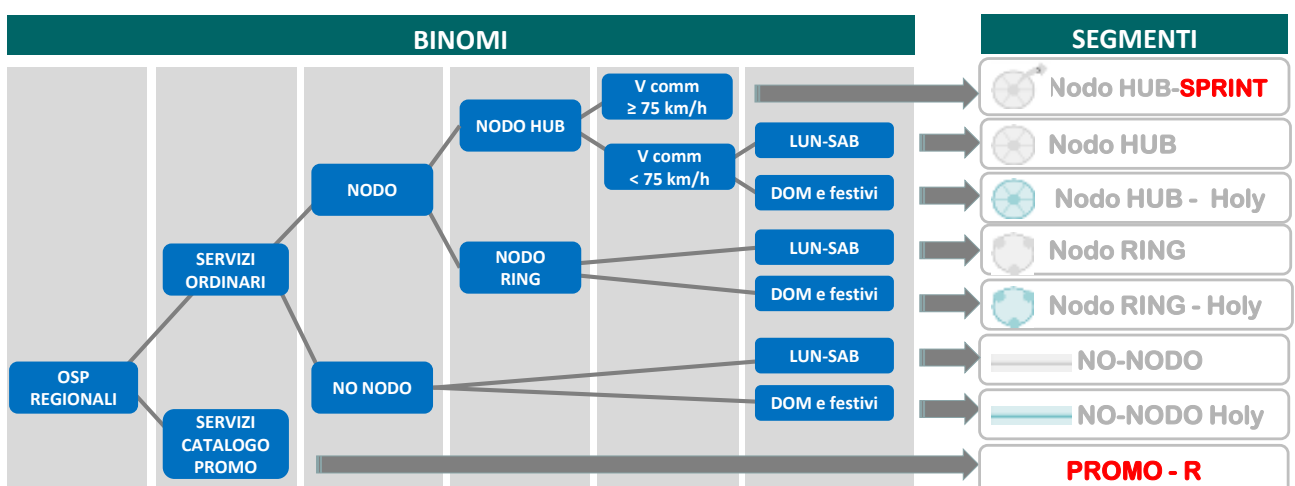 BINOMI
SEGMENTI
V comm
≥ 75 km/h
Nodo HUB-SPRINT
NODO HUB
LUN-SAB
Nodo HUB
V comm
< 75 km/h
NODO
DOM e festivi
Nodo HUB - Holy
LUN-SAB
Nodo RING
SERVIZI
ORDINARI
NODO
RING
DOM e festivi
Nodo RING - Holy
LUN-SAB
NO-NODO
OSP
REGIONALI
NO NODO
DOM e festivi
NO-NODO Holy
SERVIZI
CATALOGO
PROMO
PROMO - R